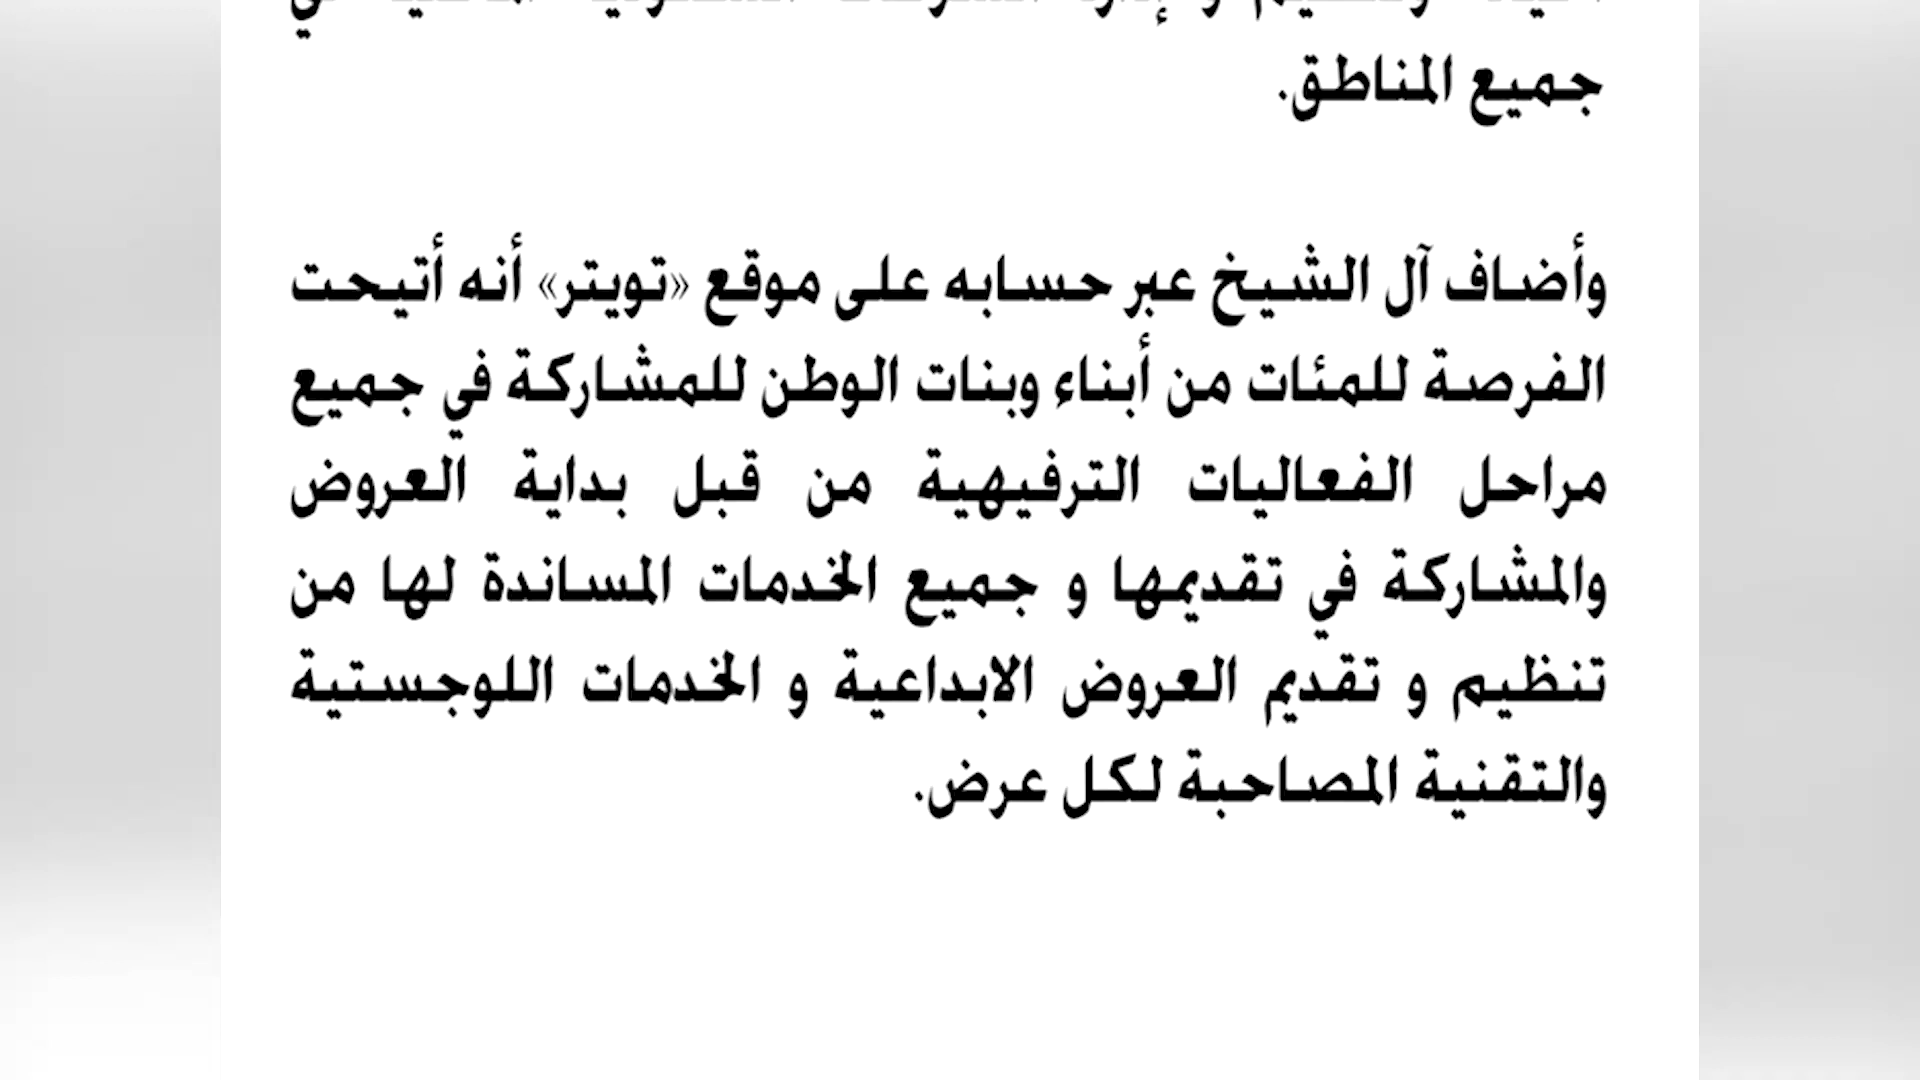 جميع المناطق.
وأضاف آل الشيخ عبر حسابه على موقع «تويتر» أنه أتيحت
الفرصة للمئات من أبناء وبنات الوطن للمشاركة في جميع
مراحل الفعاليات الترفيهية من قبل بداية العروض
والمشاركة في تقديمها و جميع الخدمات المساندة لها من
تنظيم و تقديم العروض الابداعية و الخدمات اللوجستية
والتقنية المصاحبة لكل عرض.